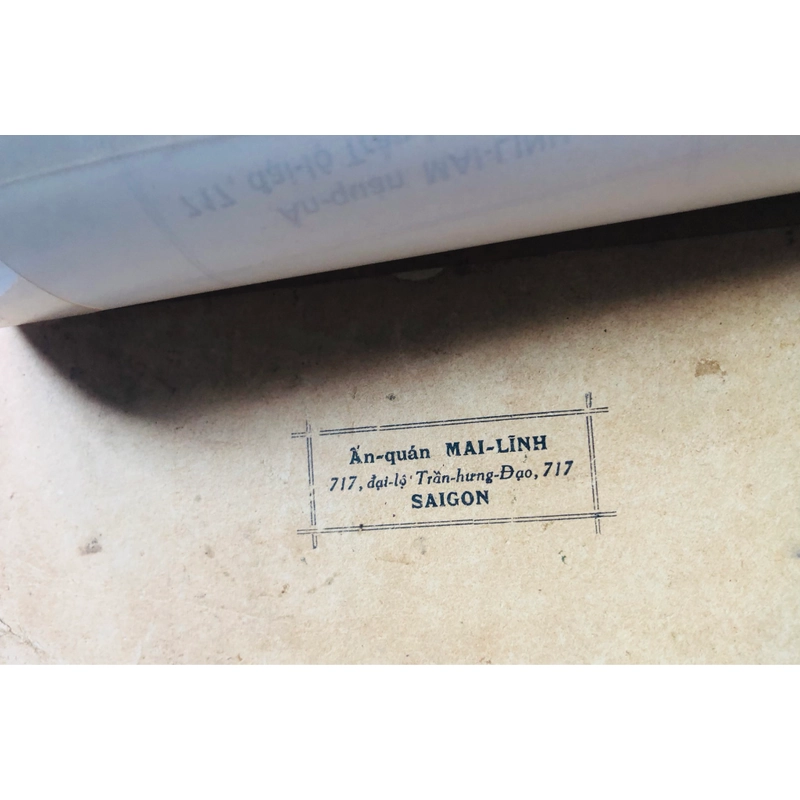 Ấn-quán MAI-LĨNH
717, đại-lộ Trần-hưng-Đạo, 717
SAIGON